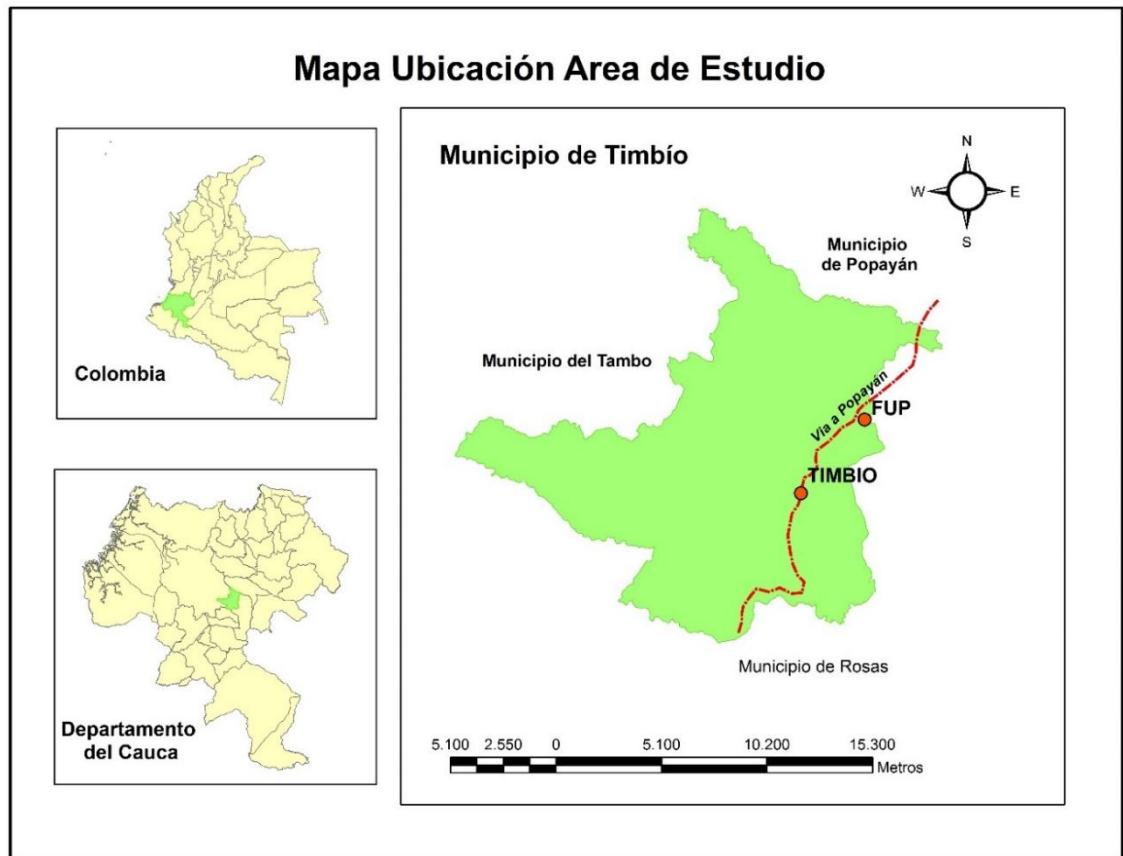 Mapa Ubicación Area de Estudio
Colombia
Departamento
del Cauca
Municipio de Timbío
N
W
E
S
Municipio
de Popayán
Municipio del Tambo
Vía a Popayán
FUP
TIMBIO
Municipio de Rosas
5.100 2.550 0 5.100 10.200 15.300
Metros